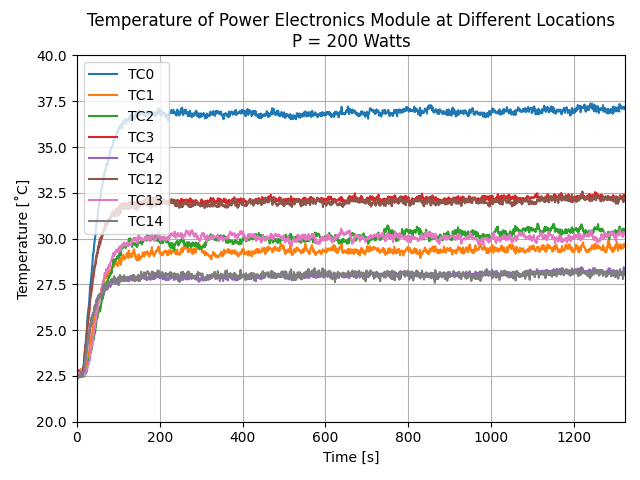 Temperature of Power Electronics Module at Different Locations
P = 200 Watts
40.0
37.5
35.0
32.5
30.0
27.5
25.0
22.5
20.0
Temperature [˚C]
TC0
TC1
TC2
TC3
TC4
TC12
TC13
TC14
0
200
400
600
800
1000
1200
Time [s]